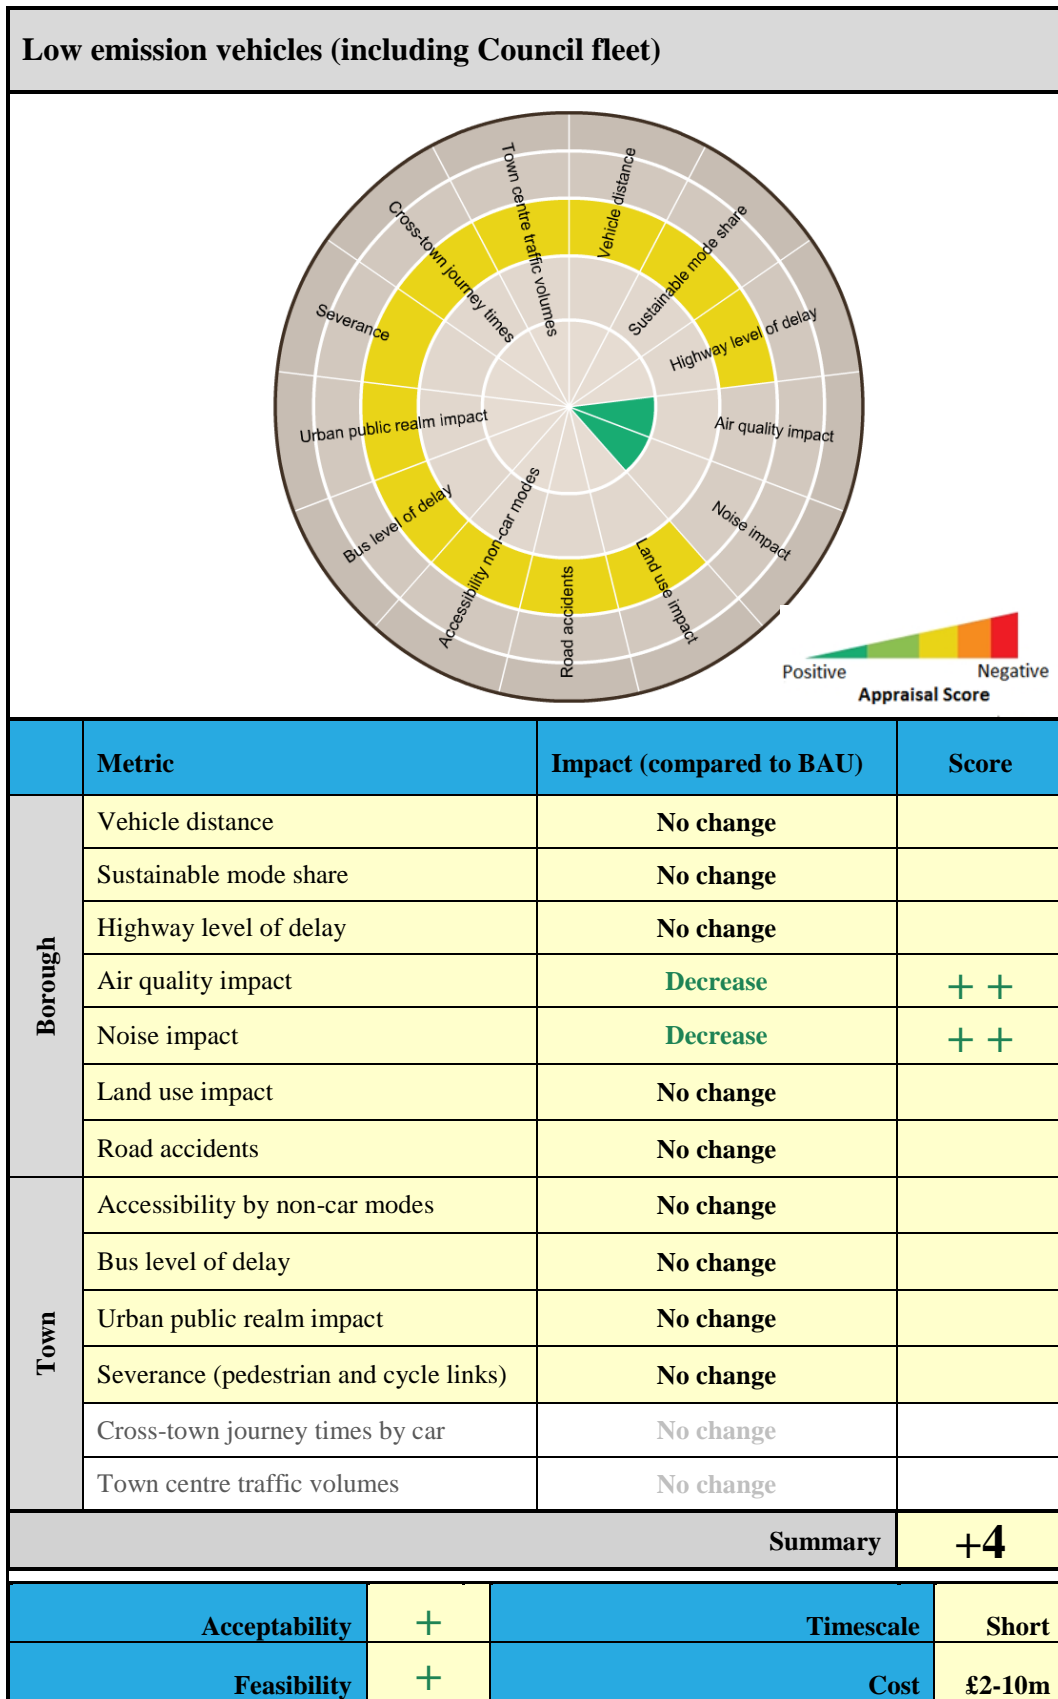 Low emission vehicles (including Council fleet)
Town centre traffic volumes
Vehicle distance
Cross-town journey times
Sustainable mode share
Severance
Highway level of delay
Urban public realm impact
Air quality impact
Bus level of delay
Noise impact
Accessibility non-car modes
Road accidents
Land use impact
Positive Negative
Appraisal Score
Metric Impact (compared to BAU) Score
Borough
Vehicle distance No change
Sustainable mode share No change
Highway level of delay No change
Air quality impact Decrease + +
Noise impact Decrease + +
Land use impact No change
Road accidents No change
Town
Accessibility by non-car modes No change
Bus level of delay No change
Urban public realm impact No change
Severance (pedestrian and cycle links) No change
Cross-town journey times by car No change
Town centre traffic volumes No change
Summary +4
Acceptability + Timescale Short
Feasibility + Cost £2-10m